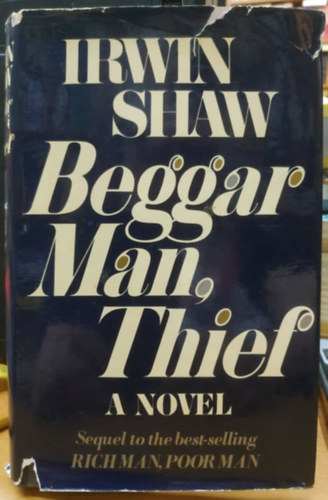 IRWIN
SHAW
Beggar
Man,
Thief
A NOVEL
Sequel to the best-selling
RICH MAN, POOR MAN